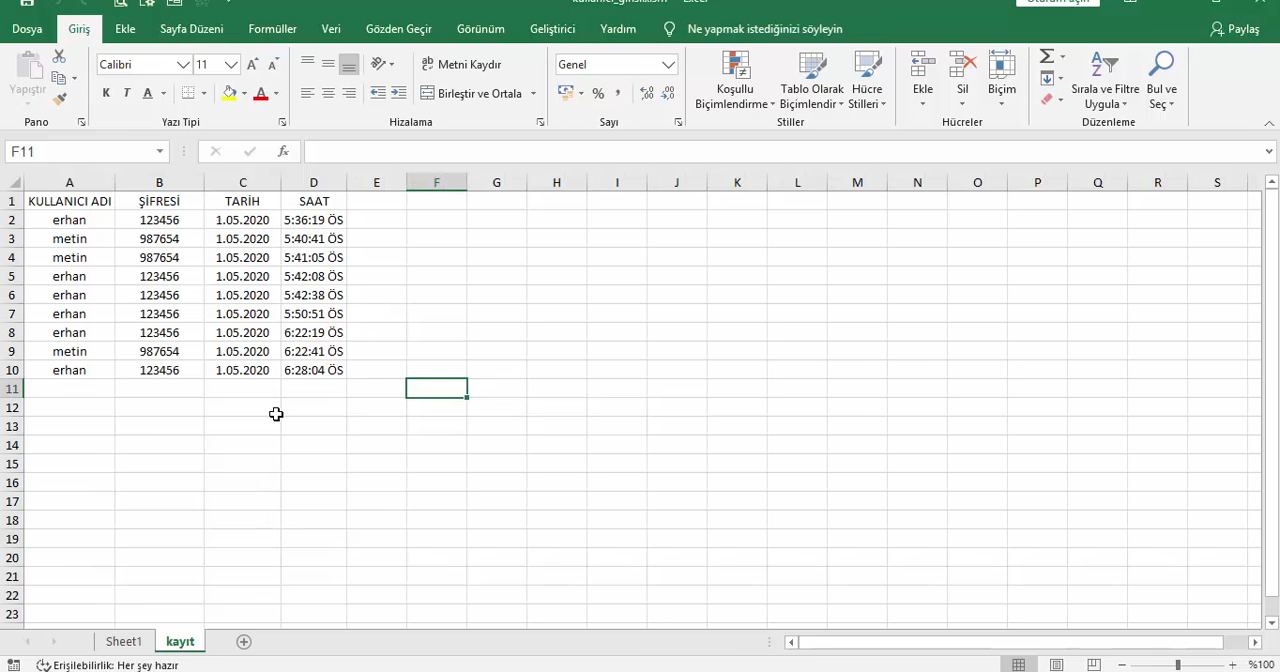 Dosya Giriş Ekle Sayfa Düzeni Formüller Veri Gözden Geçir Görünüm Geliştirici Yardım Ne yapmak istediğinizi söyleyin Paylaş
Calibri 11 Metni Kaydır Genel
Yapıştır K T A A Birleştir ve Ortala % Koşullu Biçimlendirme Tablo Olarak Biçimlendir Hücre Stilleri Ekle Sil Biçim Sırala ve Filtre Uygula Bul ve Seç
Pano Yazı Tipi Hizalama Sayı Stiller Hücreler Düzenleme
F11 fx
A B C D E F G H I J K L M N O P Q R S
1 KULLANICI ADI ŞİFRESİ TARİH SAAT
2 erhan 123456 1.05.2020 5:36:19 ÖS
3 metin 987654 1.05.2020 5:40:41 ÖS
4 metin 987654 1.05.2020 5:41:05 ÖS
5 erhan 123456 1.05.2020 5:42:08 ÖS
6 erhan 123456 1.05.2020 5:42:38 ÖS
7 erhan 123456 1.05.2020 5:50:51 ÖS
8 erhan 123456 1.05.2020 6:22:19 ÖS
9 metin 987654 1.05.2020 6:22:41 ÖS
10 erhan 123456 1.05.2020 6:28:04 ÖS
11
12
13
14
15
16
17
18
19
20
21
22
23
Sheet1 kayıt
Erişilebilirlik: Her şey hazır %100